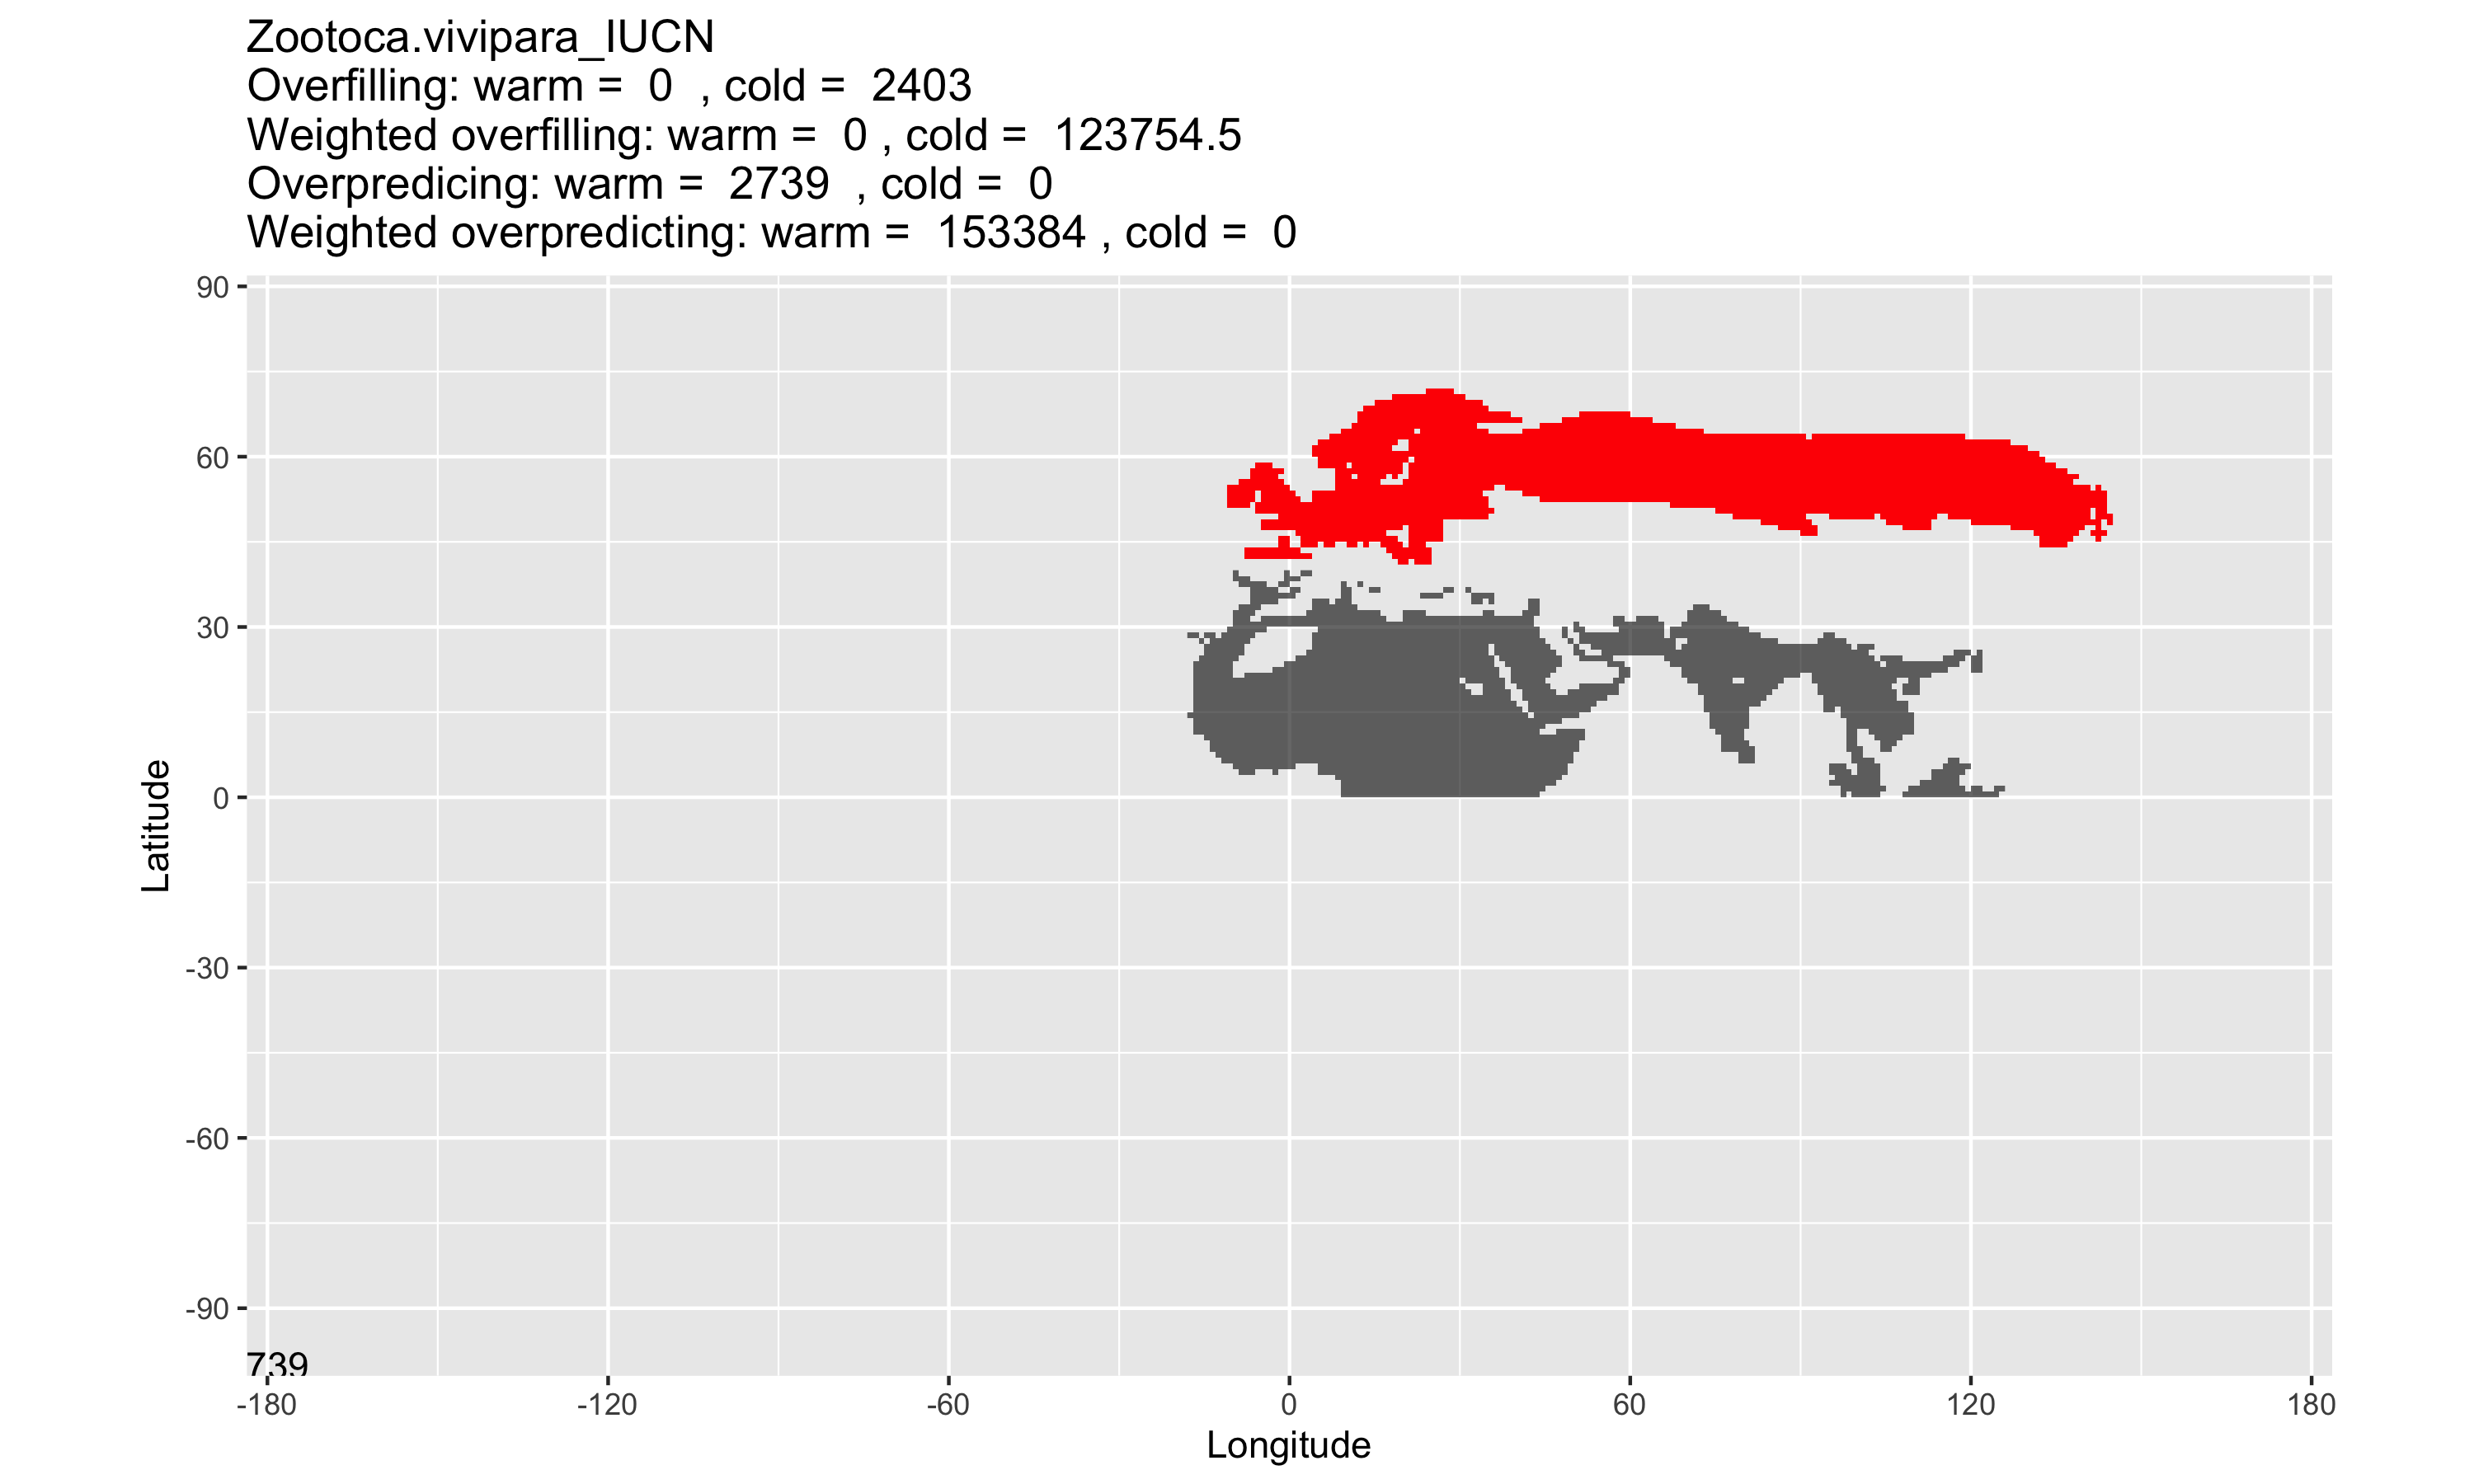 Zootoca.vivipara_IUCN
Overfilling: warm =  0  , cold =  2403
Weighted overfilling: warm =  0 , cold =  123754.5
Overpredicing: warm =  2739  , cold =  0
Weighted overpredicting: warm =  153384 , cold =  0
90
60
30
0
-30
-60
-90
Latitude
739
-180
-120
-60
0
60
120
180
Longitude